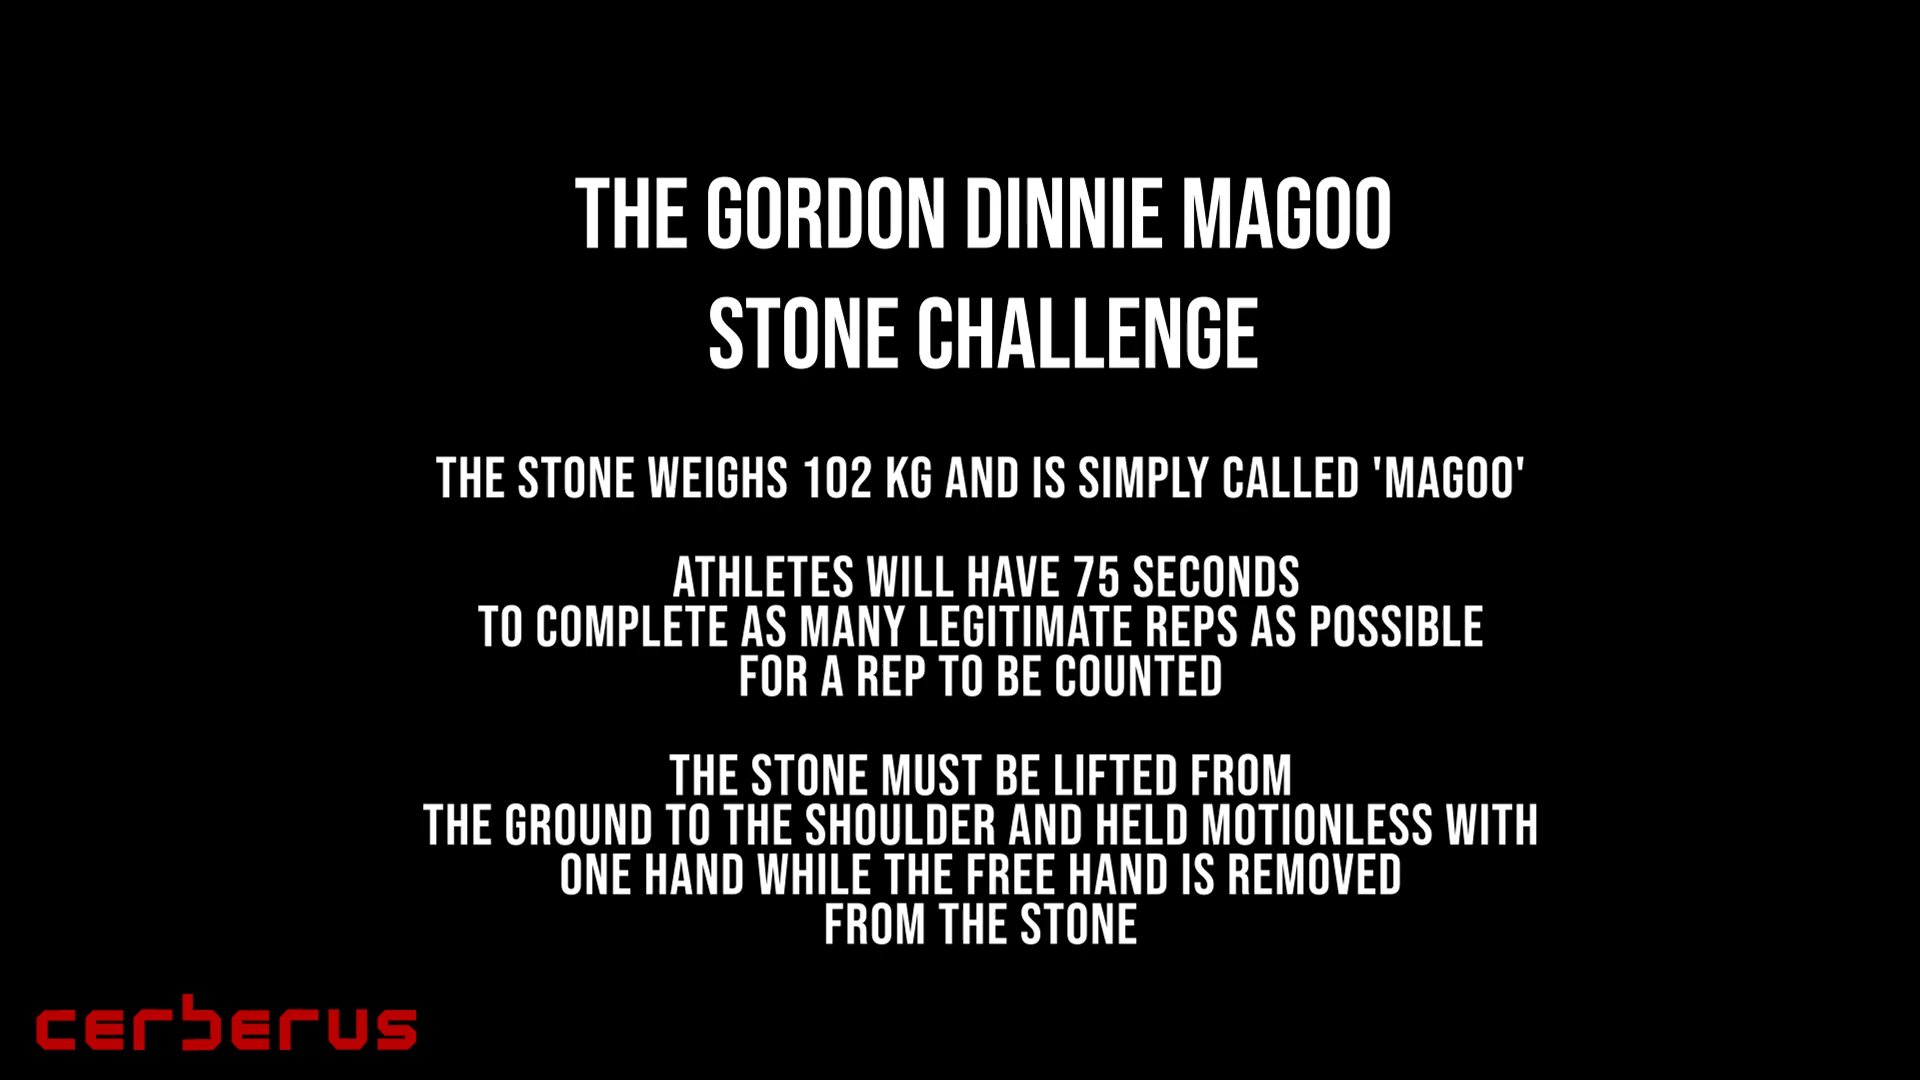 THE GORDON DINNIE MAGOO
STONE CHALLENGE
THE STONE WEIGHS 102 KG AND IS SIMPLY CALLED 'MAGOO'
ATHLETES WILL HAVE 75 SECONDS
TO COMPLETE AS MANY LEGITIMATE REPS AS POSSIBLE
FOR A REP TO BE COUNTED
THE STONE MUST BE LIFTED FROM
THE GROUND TO THE SHOULDER AND HELD MOTIONLESS WITH
ONE HAND WHILE THE FREE HAND IS REMOVED
FROM THE STONE
cerberus